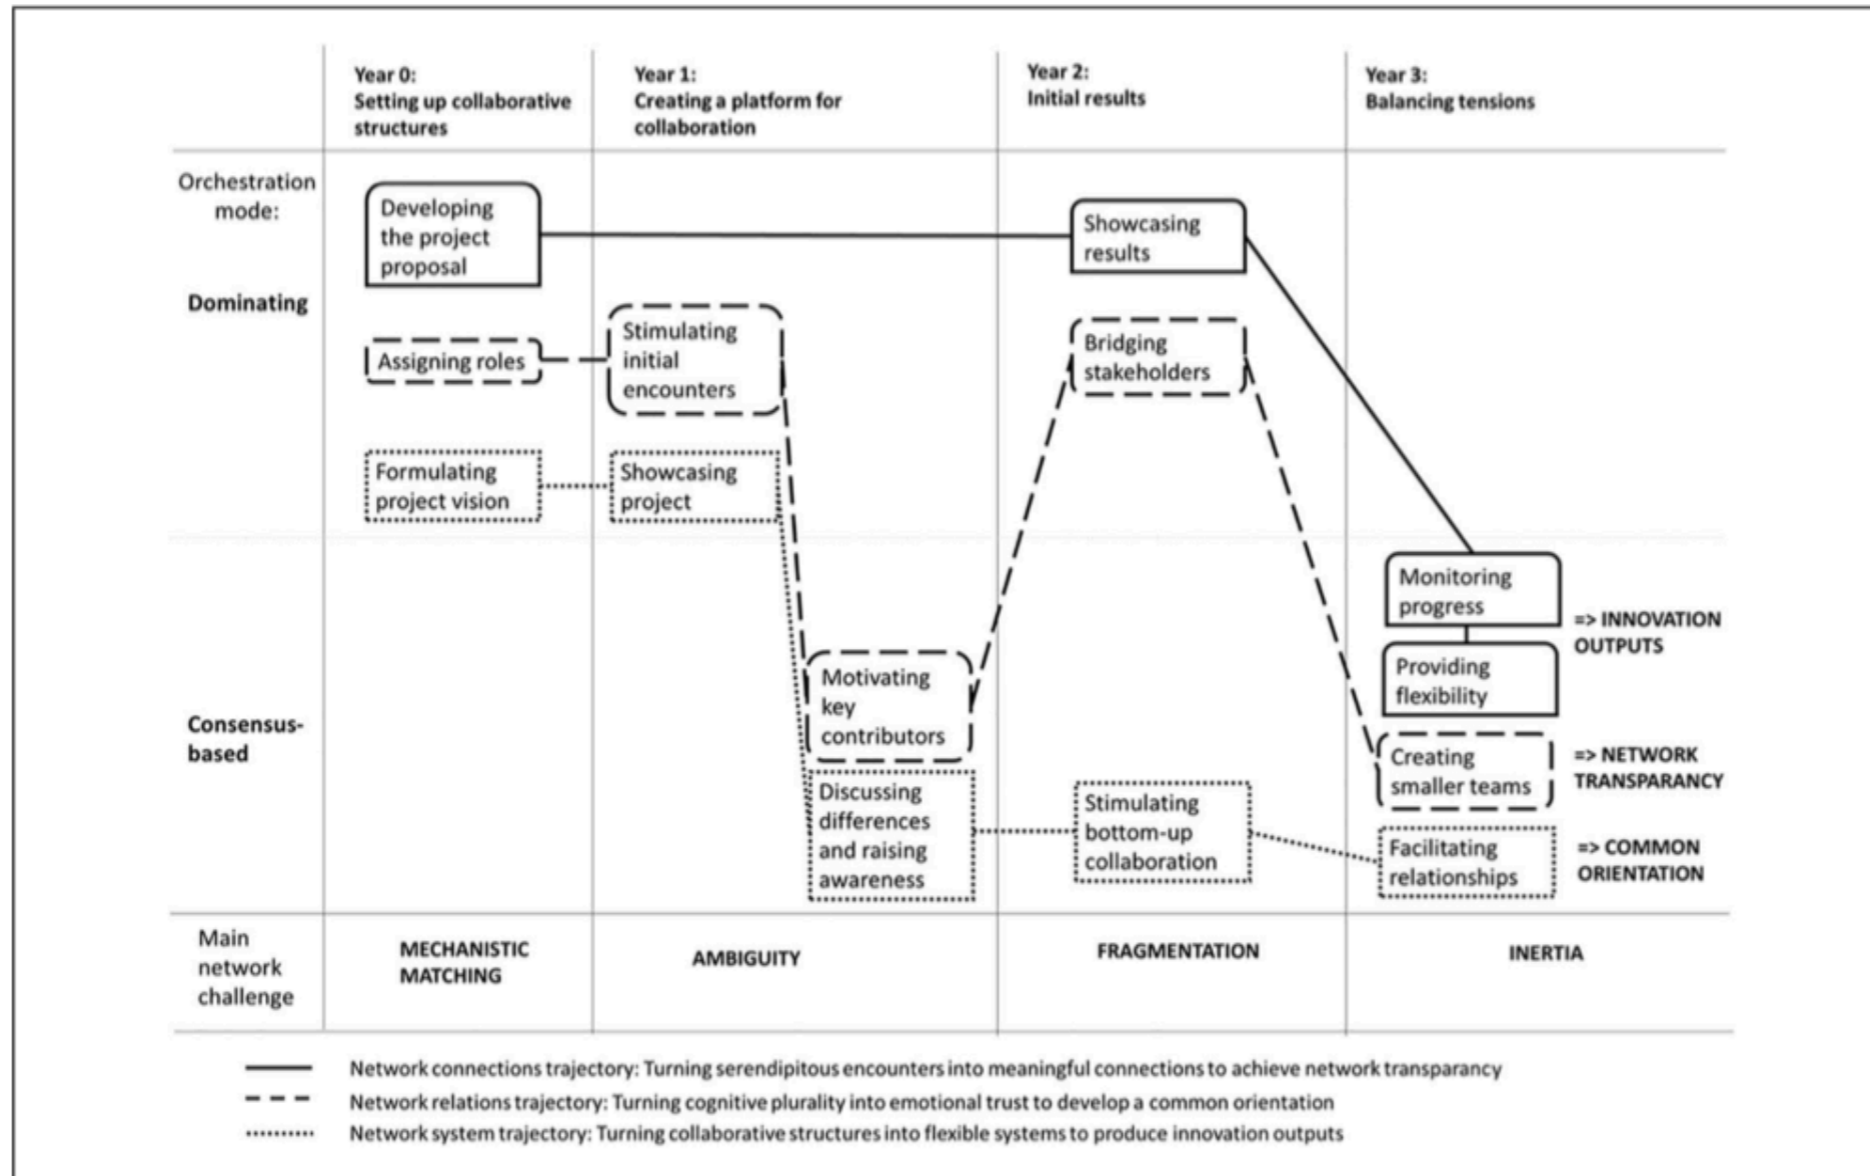 Year 0:
Setting up collaborative
structures
Year 1:
Creating a platform for
collaboration
Year 2:
Initial results
Year 3:
Balancing tensions
Orchestration
mode:
Dominating
Developing
the project
proposal
Showcasing
results
Assigning roles
Stimulating
initial
encounters
Bridging
stakeholders
Formulating
project vision
Showcasing
project
Consensus-
based
Motivating
key
contributors
Discussing
differences
and raising
awareness
Stimulating
bottom-up
collaboration
Monitoring
progress
Providing
flexibility
=> INNOVATION
OUTPUTS
Creating
smaller teams
=> NETWORK
TRANSPARANCY
Facilitating
relationships
=> COMMON
ORIENTATION
Main
network
challenge
MECHANISTIC
MATCHING
AMBIGUITY
FRAGMENTATION
INERTIA
Network connections trajectory: Turning serendipitous encounters into meaningful connections to achieve network transparancy
Network relations trajectory: Turning cognitive plurality into emotional trust to develop a common orientation
Network system trajectory: Turning collaborative structures into flexible systems to produce innovation outputs